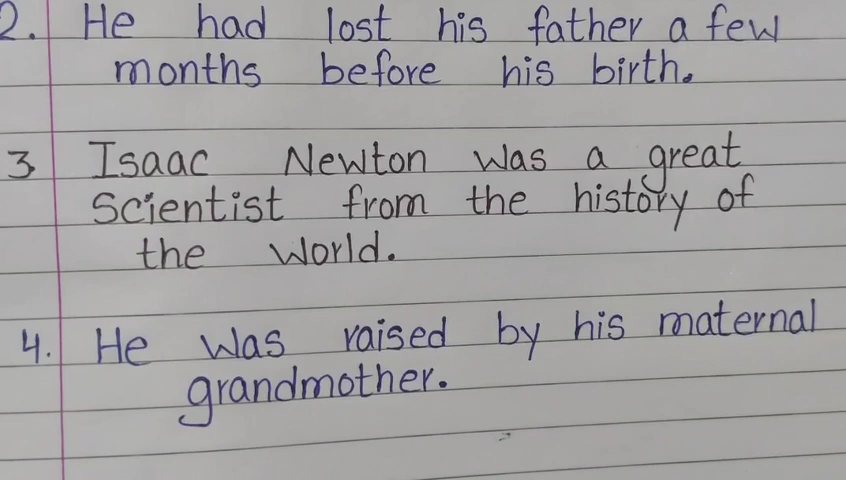 2. He had lost his father a few
months before his birth.
3 Isaac Newton was a great
Scientist from the history of
the World.
4. He was raised by his maternal
grandmother.